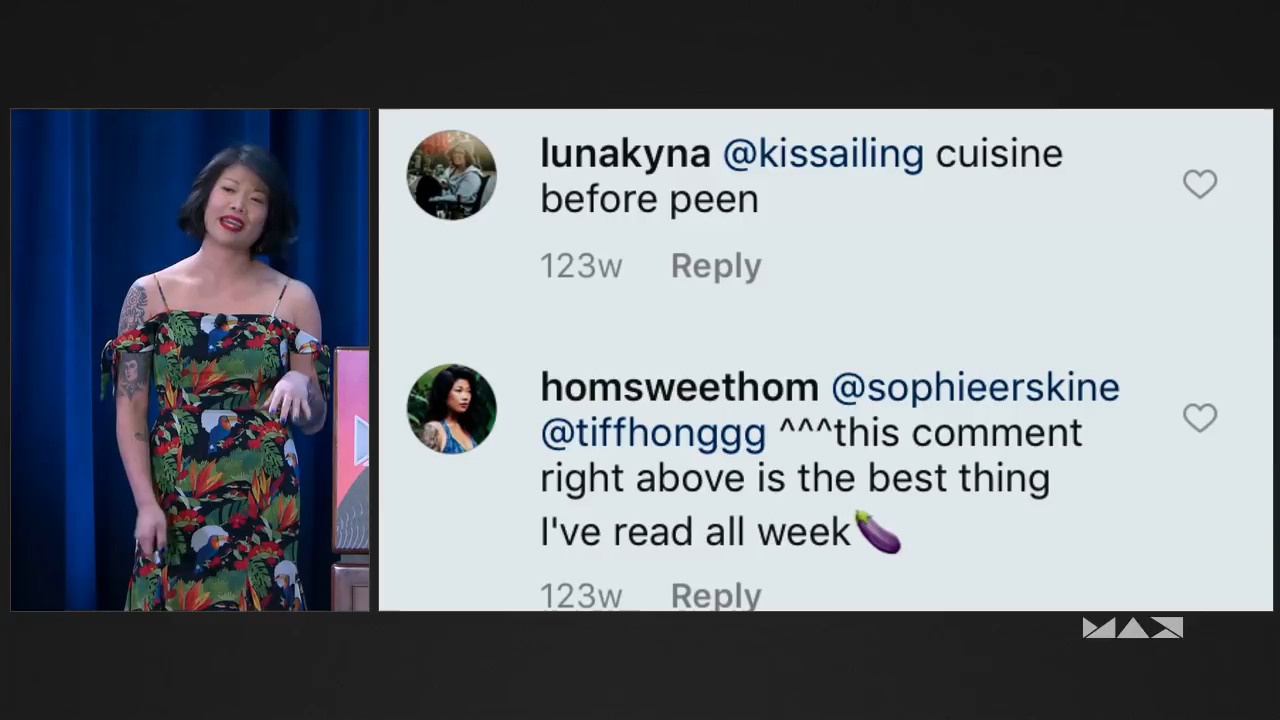 lunakyna @kissailing cuisine
before peen
123w Reply
homsweethom @sophieerskine
@tiffhonggg ^^^this comment
right above is the best thing
I've read all week🍆
123w Reply
MAX